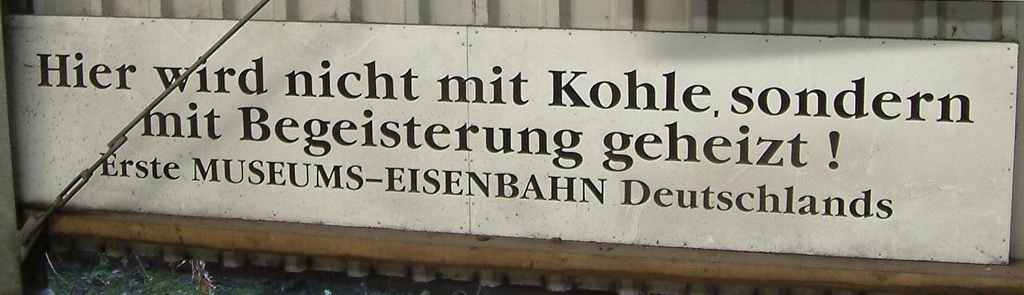 Hier wird nicht mit Kohle, sondern
mit Begeisterung geheizt !
Erste MUSEUMS-EISENBAHN Deutschlands